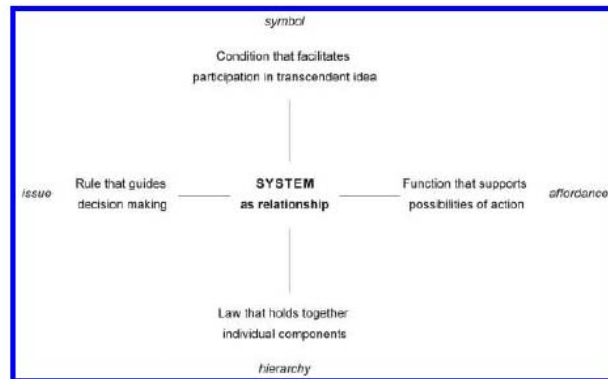 symbol
Condition that facilitates
participation in transcendent idea
issue
Rule that guides
decision making
SYSTEM
as relationship
Function that supports
possibilities of action
affordance
Law that holds together
individual components
hierarchy